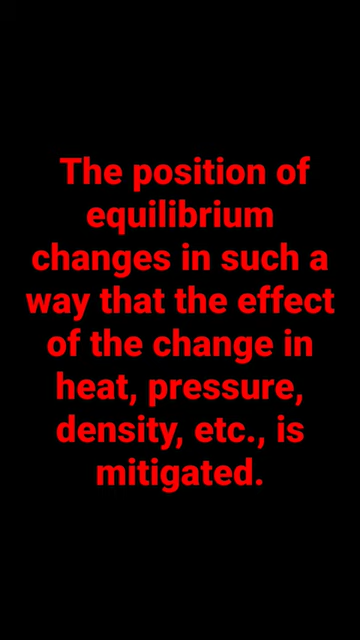 The position of
equilibrium
changes in such a
way that the effect
of the change in
heat, pressure,
density, etc., is
mitigated.